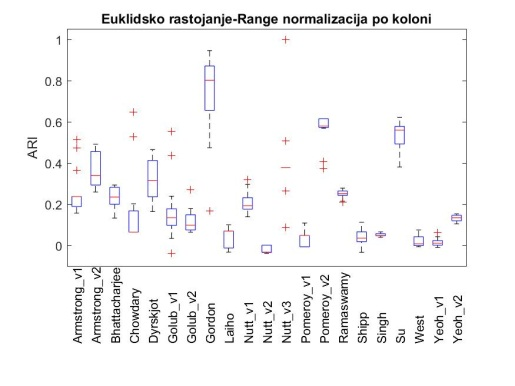 Euklidsko rastojanje-Range normalizacija po koloni
ARI
1
0.8
0.6
0.4
0.2
0
Armstrong_v1
Armstrong_v2
Bhattacharjee
Chowdary
Dyrskjot
Golub_v1
Golub_v2
Gordon
Laiho
Nutt_v1
Nutt_v2
Nutt_v3
Pomeroy_v1
Pomeroy_v2
Ramaswamy
Shipp
Singh
Su
West
Yeoh_v1
Yeoh_v2